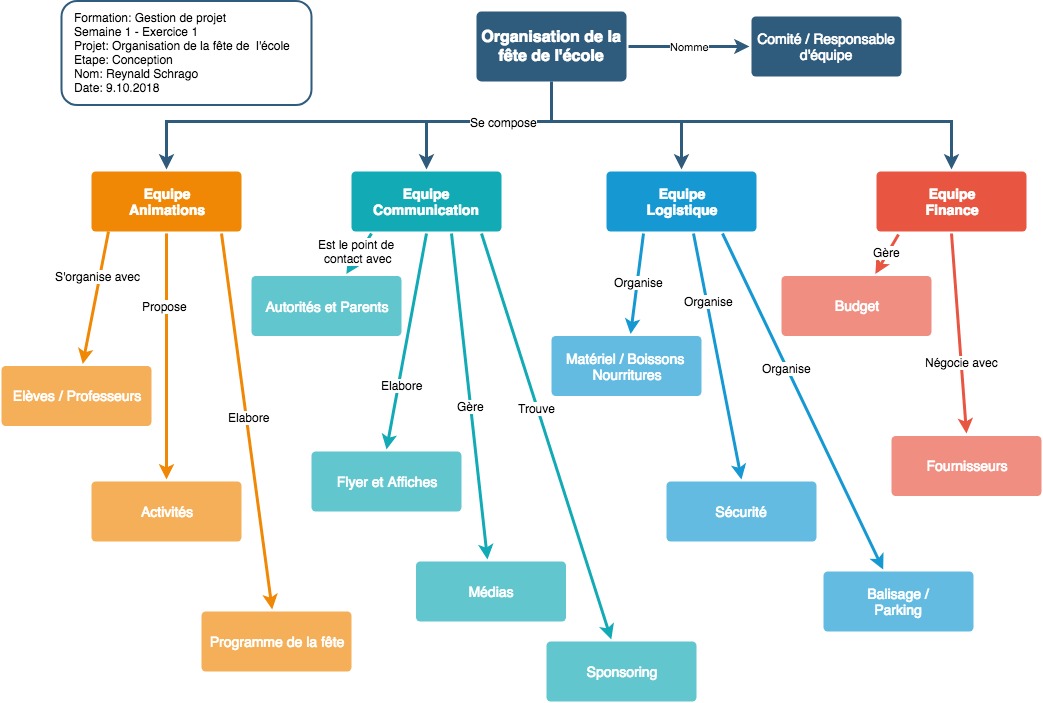 Formation: Gestion de projet
Semaine 1 - Exercice 1
Projet: Organisation de la fête de l'école
Etape: Conception
Nom: Reynald Schrago
Date: 9.10.2018
Organisation de la
fête de l'école
Nomme
Comité / Responsable
d'équipe
Se compose
Equipe
Animations
Equipe
Communication
Equipe
Logistique
Equipe
Finance
S'organise avec
Propose
Elabore
Est le point de
contact avec
Elabore
Gère
Trouve
Organise
Organise
Organise
Gère
Négocie avec
Autorités et Parents
Budget
Matériel / Boissons
Nourritures
Elèves / Professeurs
Flyer et Affiches
Fournisseurs
Activités
Sécurité
Médias
Balisage /
Parking
Programme de la fête
Sponsoring